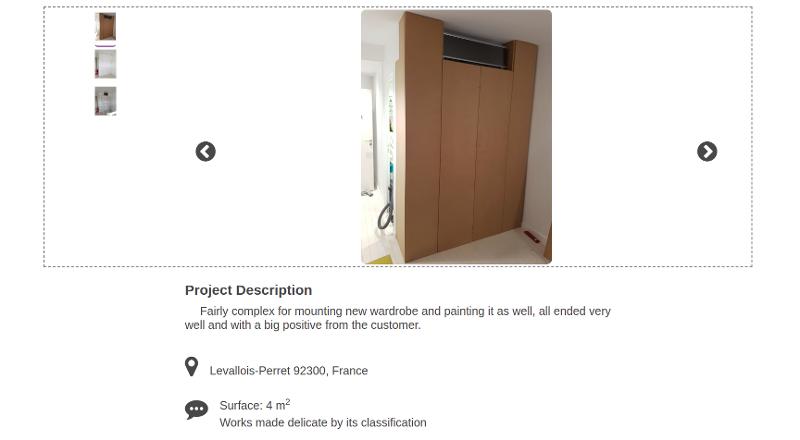 Project Description
Fairly complex for mounting new wardrobe and painting it as well, all ended very
well and with a big positive from the customer.
Levallois-Perret 92300, France
Surface: 4 m²
Works made delicate by its classification